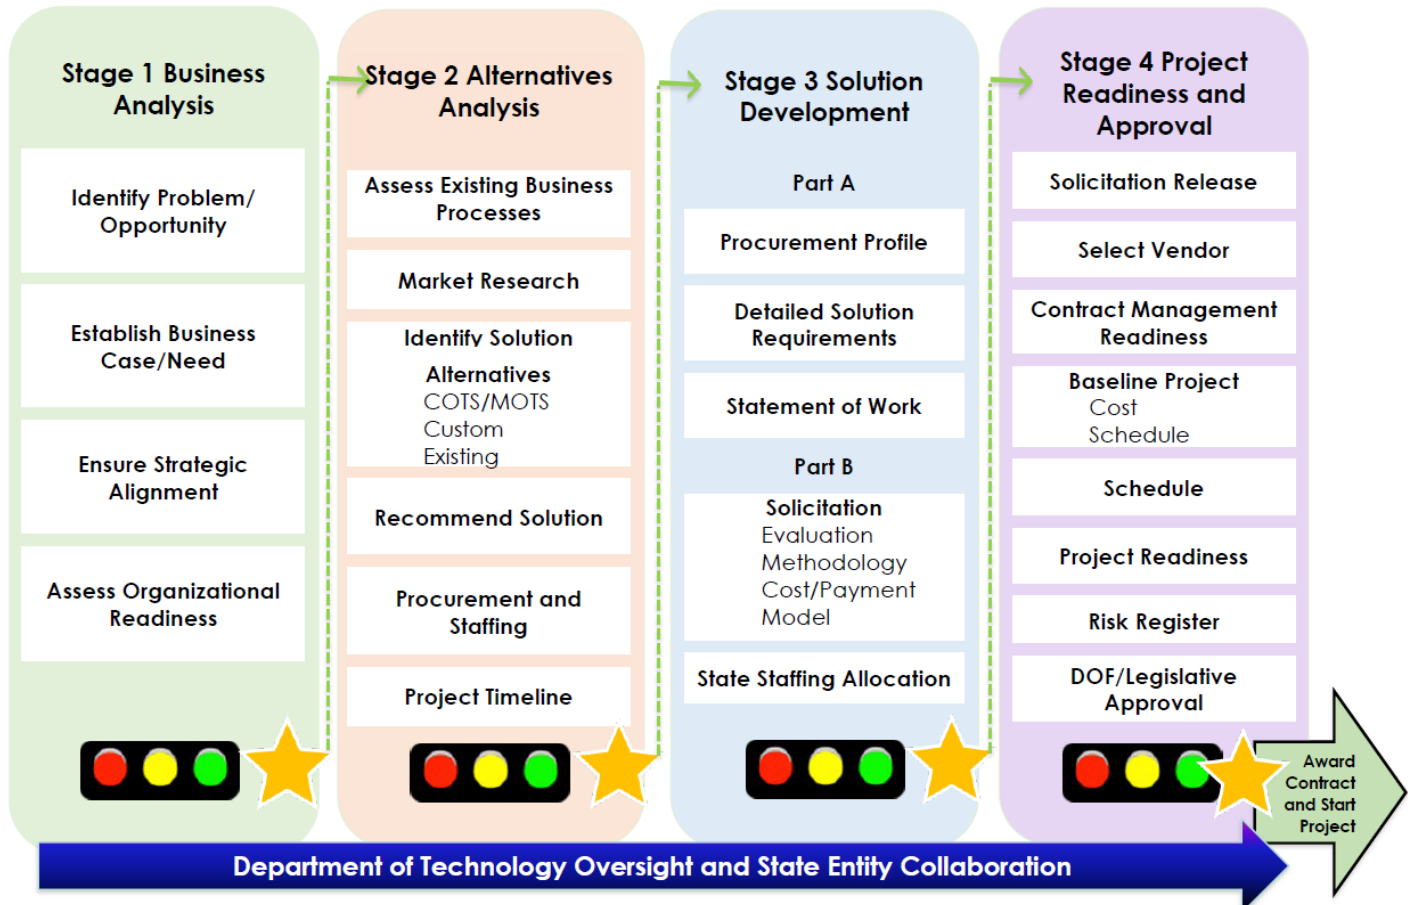 Stage 1 Business
Analysis
Identify Problem/
Opportunity
Establish Business
Case/Need
Ensure Strategic
Alignment
Assess Organizational
Readiness
Stage 2 Alternatives
Analysis
Assess Existing Business
Processes
Market Research
Identify Solution
Alternatives
COTS/MOTS
Custom
Existing
Recommend Solution
Procurement and
Staffing
Project Timeline
Stage 3 Solution
Development
Part A
Procurement Profile
Detailed Solution
Requirements
Statement of Work
Part B
Solicitation
Evaluation
Methodology
Cost/Payment
Model
State Staffing Allocation
Stage 4 Project
Readiness and
Approval
Solicitation Release
Select Vendor
Contract Management
Readiness
Baseline Project
Cost
Schedule
Schedule
Project Readiness
Risk Register
DOF/Legislative
Approval
Award
Contract
and Start
Project
Department of Technology Oversight and State Entity Collaboration